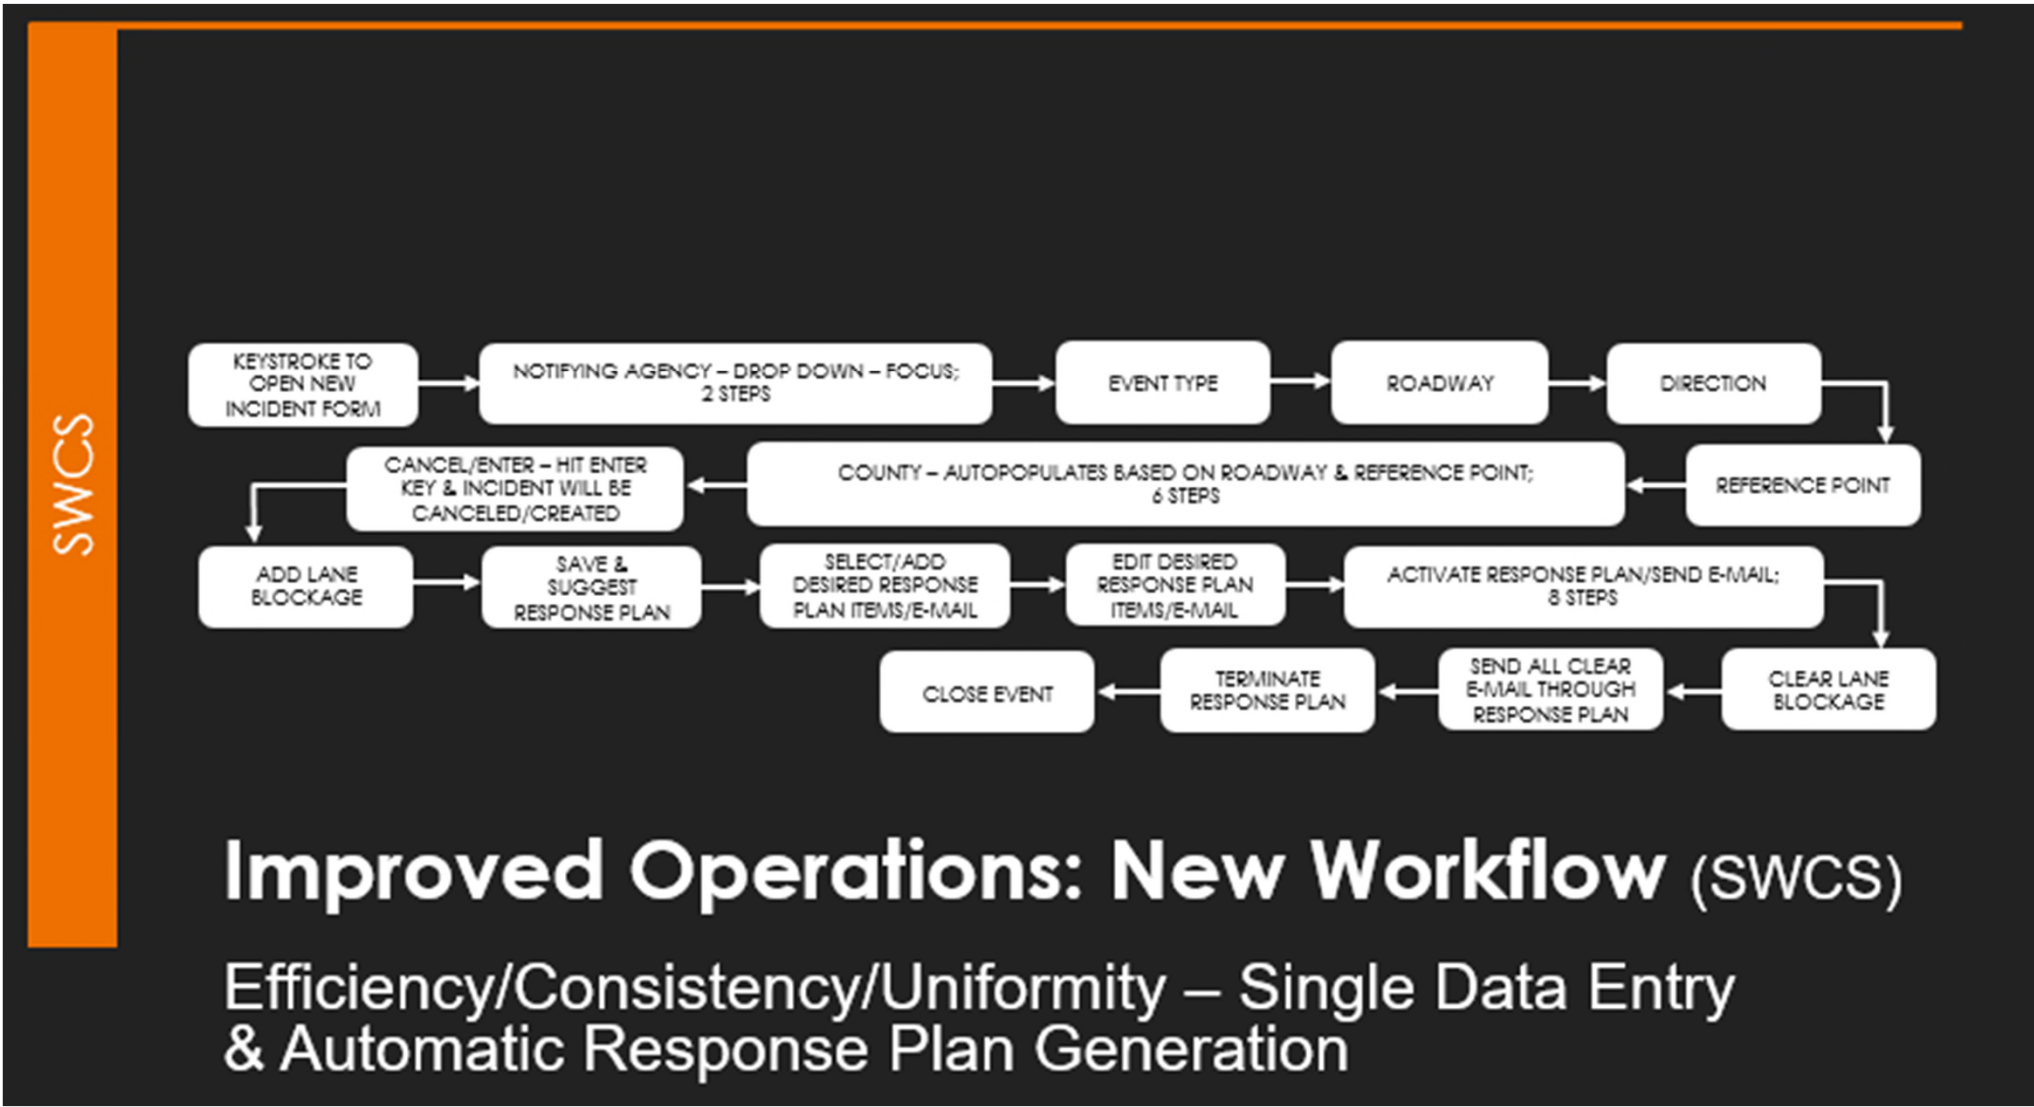 SWCS
KEYSTROKE TO
OPEN NEW
INCIDENT FORM
NOTIFYING AGENCY – DROP DOWN – FOCUS;
2 STEPS
EVENT TYPE
ROADWAY
DIRECTION
REFERENCE POINT
COUNTY – AUTOPOPULATES BASED ON ROADWAY & REFERENCE POINT;
6 STEPS
CANCEL/ENTER – HIT ENTER
KEY & INCIDENT WILL BE
CANCELED/CREATED
ADD LANE
BLOCKAGE
SAVE &
SUGGEST
RESPONSE PLAN
SELECT/ADD
DESIRED RESPONSE
PLAN ITEMS/E-MAIL
EDIT DESIRED
RESPONSE PLAN
ITEMS/E-MAIL
ACTIVATE RESPONSE PLAN/SEND E-MAIL;
8 STEPS
CLEAR LANE
BLOCKAGE
SEND ALL CLEAR
E-MAIL THROUGH
RESPONSE PLAN
TERMINATE
RESPONSE PLAN
CLOSE EVENT
Improved Operations: New Workflow (SWCS)
Efficiency/Consistency/Uniformity – Single Data Entry
& Automatic Response Plan Generation